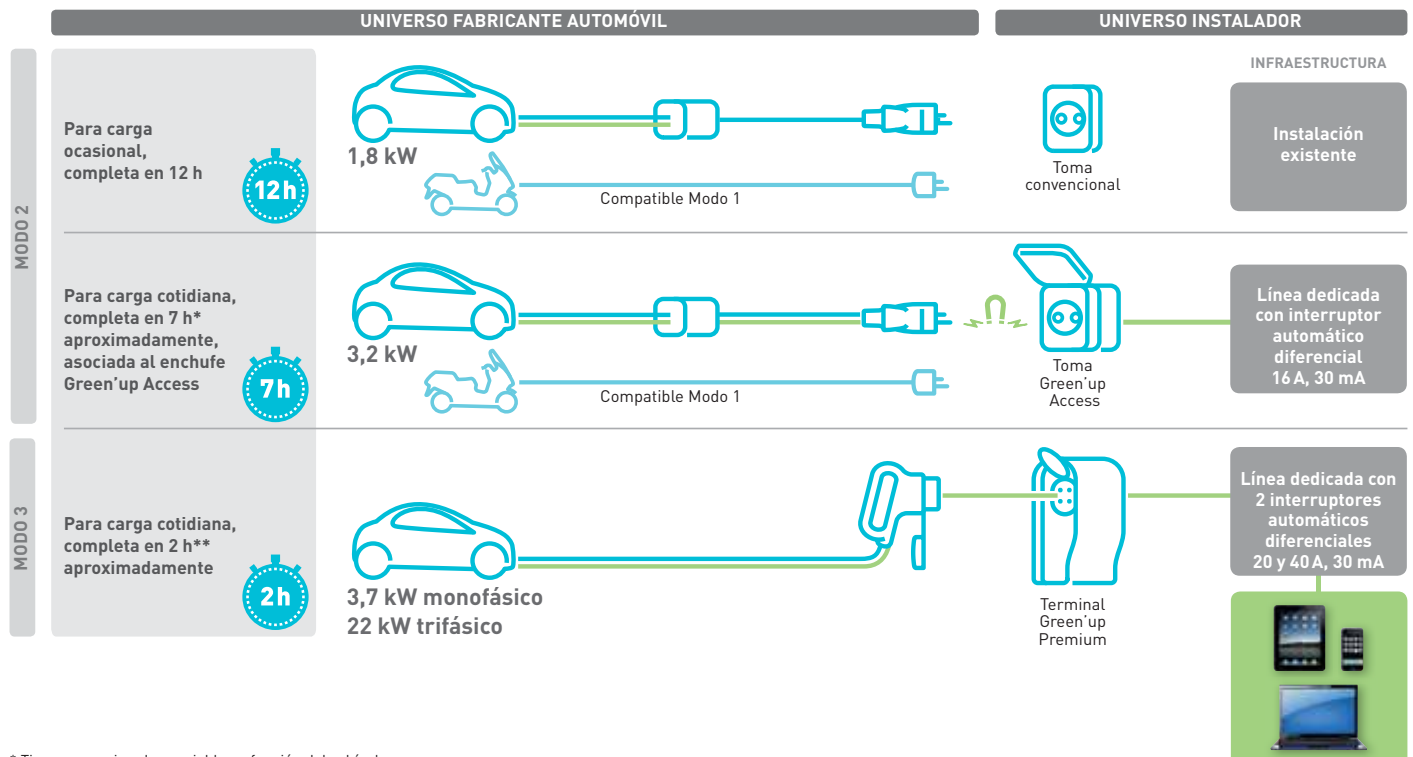 UNIVERSO FABRICANTE AUTOMÓVIL
UNIVERSO INSTALADOR
INFRAESTRUCTURA
MODO 2
Para carga
ocasional,
completa en 12 h
12h
1,8 kW
Compatible Modo 1
Toma
convencional
Instalación
existente
Para carga cotidiana,
completa en 7 h*
aproximadamente,
asociada al enchufe
Green'up Access
7h
3,2 kW
Compatible Modo 1
Toma
Green'up
Access
Línea dedicada
con interruptor
automático
diferencial
16 A, 30 mA
MODO 3
Para carga cotidiana,
completa en 2 h**
aproximadamente
2h
3,7 kW monofásico
22 kW trifásico
Terminal
Green'up
Premium
Línea dedicada con
2 interruptores
automáticos
diferenciales
20 y 40 A, 30 mA